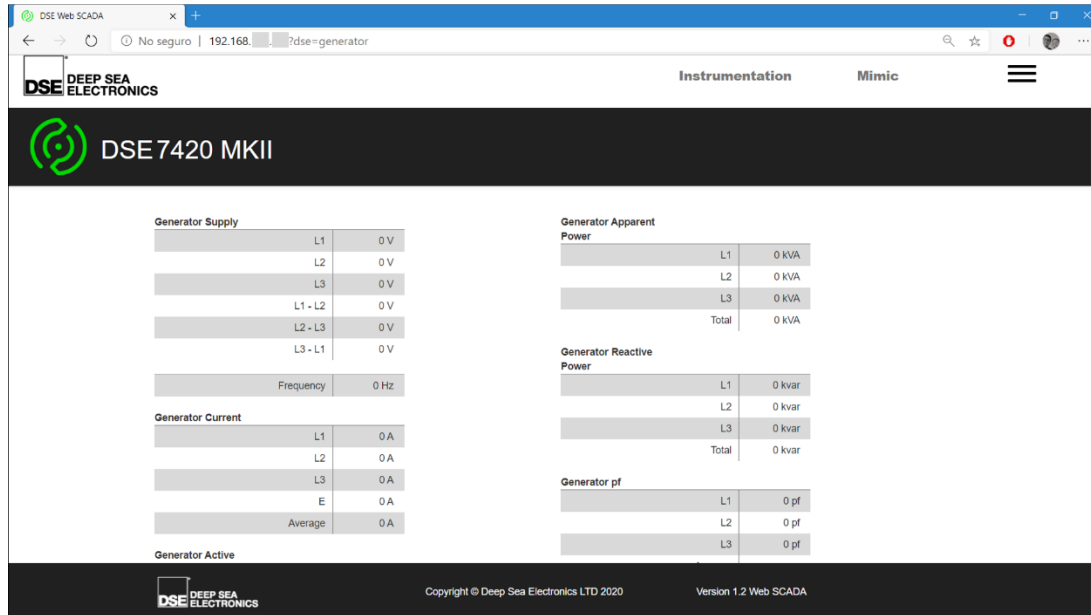 DSE Web SCADA
No seguro | 192.168. . ?dse=generator
DSE DEEP SEA
ELECTRONICS
Instrumentation Mimic
DSE 7420 MKII
Generator Supply
L1 0 V
L2 0 V
L3 0 V
L1 - L2 0 V
L2 - L3 0 V
L3 - L1 0 V
Frequency 0 Hz
Generator Current
L1 0 A
L2 0 A
L3 0 A
E 0 A
Average 0 A
Generator Active
Generator Apparent
Power
L1 0 kVA
L2 0 kVA
L3 0 kVA
Total 0 kVA
Generator Reactive
Power
L1 0 kvar
L2 0 kvar
L3 0 kvar
Total 0 kvar
Generator pf
L1 0 pf
L2 0 pf
L3 0 pf
DSE DEEP SEA
ELECTRONICS
Copyright © Deep Sea Electronics LTD 2020
Version 1.2 Web SCADA